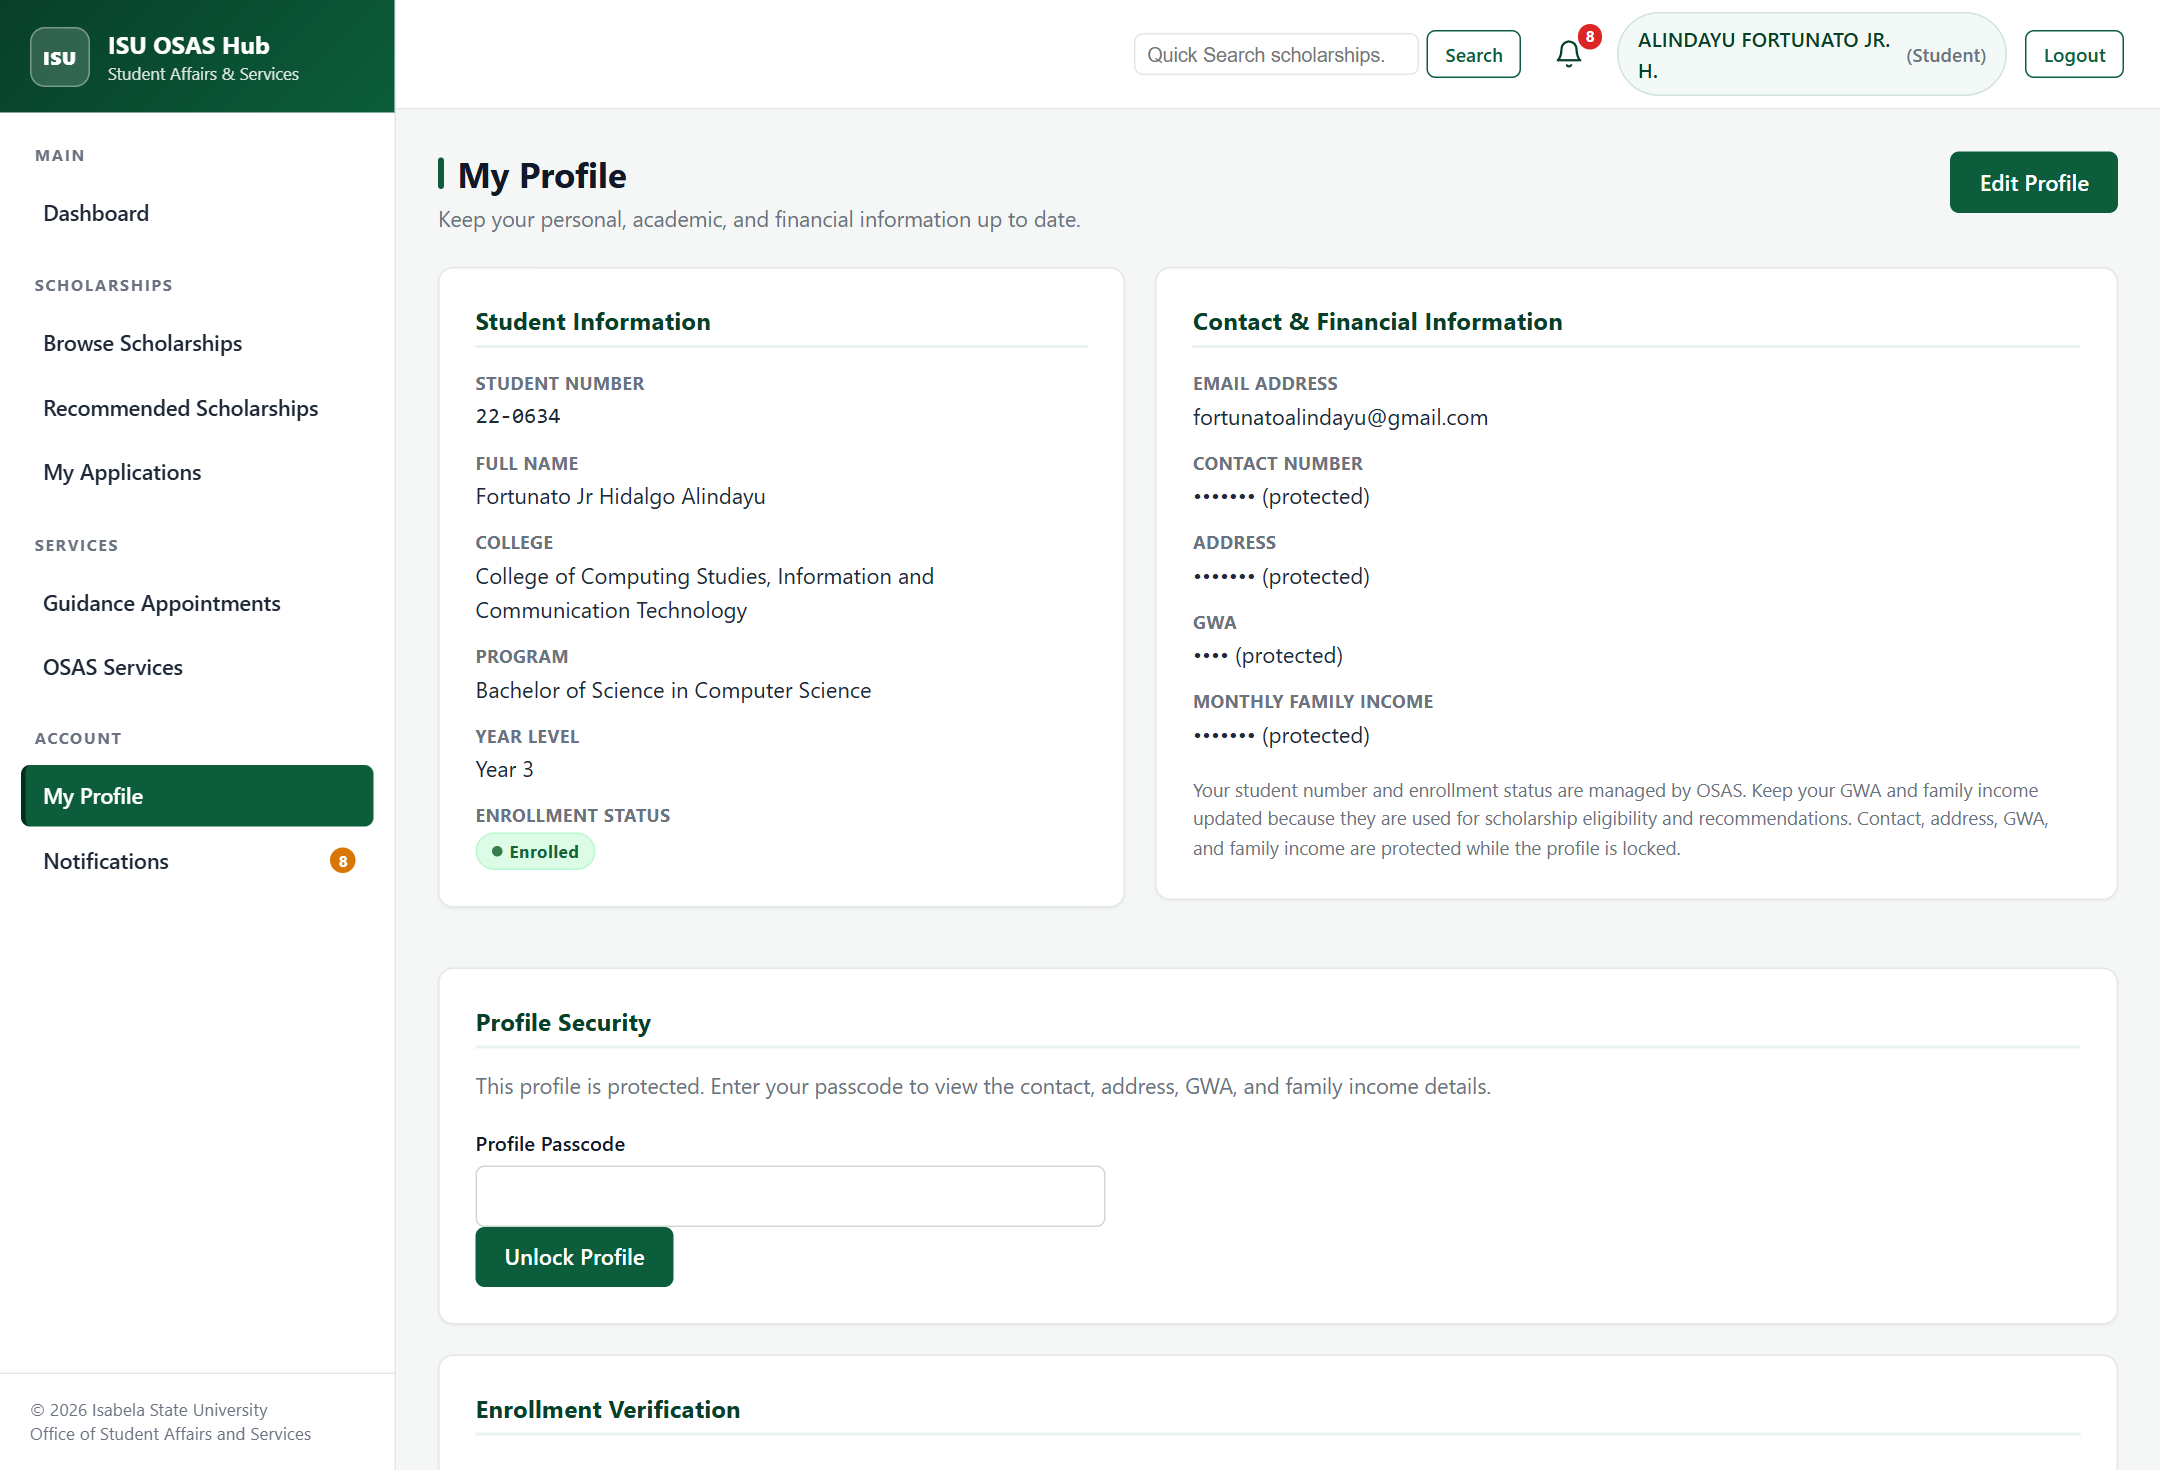 ISU
ISU OSAS Hub
Student Affairs & Services
Quick Search scholarships.
Search
8
ALINDAYU FORTUNATO JR. H.
(Student)
Logout
MAIN
Dashboard
SCHOLARSHIPS
Browse Scholarships
Recommended Scholarships
My Applications
SERVICES
Guidance Appointments
OSAS Services
ACCOUNT
My Profile
Notifications
8
© 2026 Isabela State University
Office of Student Affairs and Services
My Profile
Keep your personal, academic, and financial information up to date.
Edit Profile
Student Information
STUDENT NUMBER
22-0634
FULL NAME
Fortunato Jr Hidalgo Alindayu
COLLEGE
College of Computing Studies, Information and
Communication Technology
PROGRAM
Bachelor of Science in Computer Science
YEAR LEVEL
Year 3
ENROLLMENT STATUS
Enrolled
Contact & Financial Information
EMAIL ADDRESS
fortunatoalindayu@gmail.com
CONTACT NUMBER
••••••• (protected)
ADDRESS
••••••• (protected)
GWA
•••• (protected)
MONTHLY FAMILY INCOME
••••••• (protected)
Your student number and enrollment status are managed by OSAS. Keep your GWA and family income
updated because they are used for scholarship eligibility and recommendations. Contact, address, GWA,
and family income are protected while the profile is locked.
Profile Security
This profile is protected. Enter your passcode to view the contact, address, GWA, and family income details.
Profile Passcode
Unlock Profile
Enrollment Verification